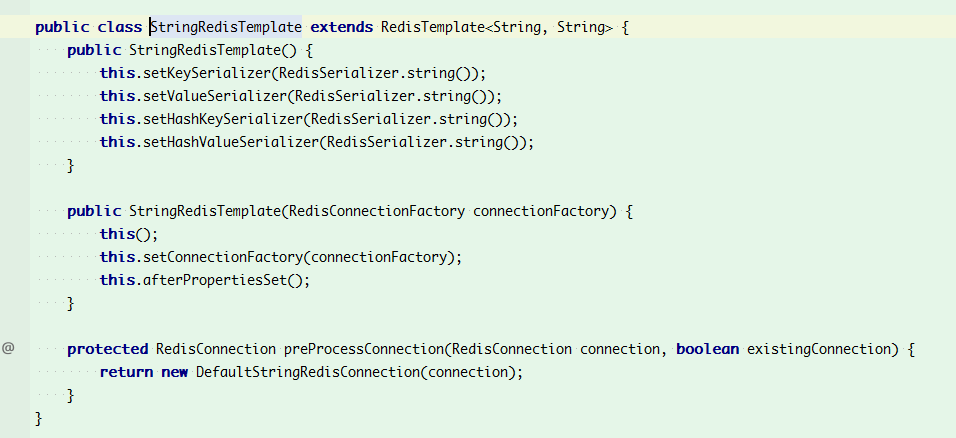 public class StringRedisTemplate extends RedisTemplate<String, String> {
public StringRedisTemplate() {
this.setKeySerializer(RedisSerializer.string());
this.setValueSerializer(RedisSerializer.string());
this.setHashKeySerializer(RedisSerializer.string());
this.setHashValueSerializer(RedisSerializer.string());
}
public StringRedisTemplate(RedisConnectionFactory connectionFactory) {
this();
this.setConnectionFactory(connectionFactory);
this.afterPropertiesSet();
}
@ protected RedisConnection preProcessConnection(RedisConnection connection, boolean existingConnection) {
return new DefaultStringRedisConnection(connection);
}
}